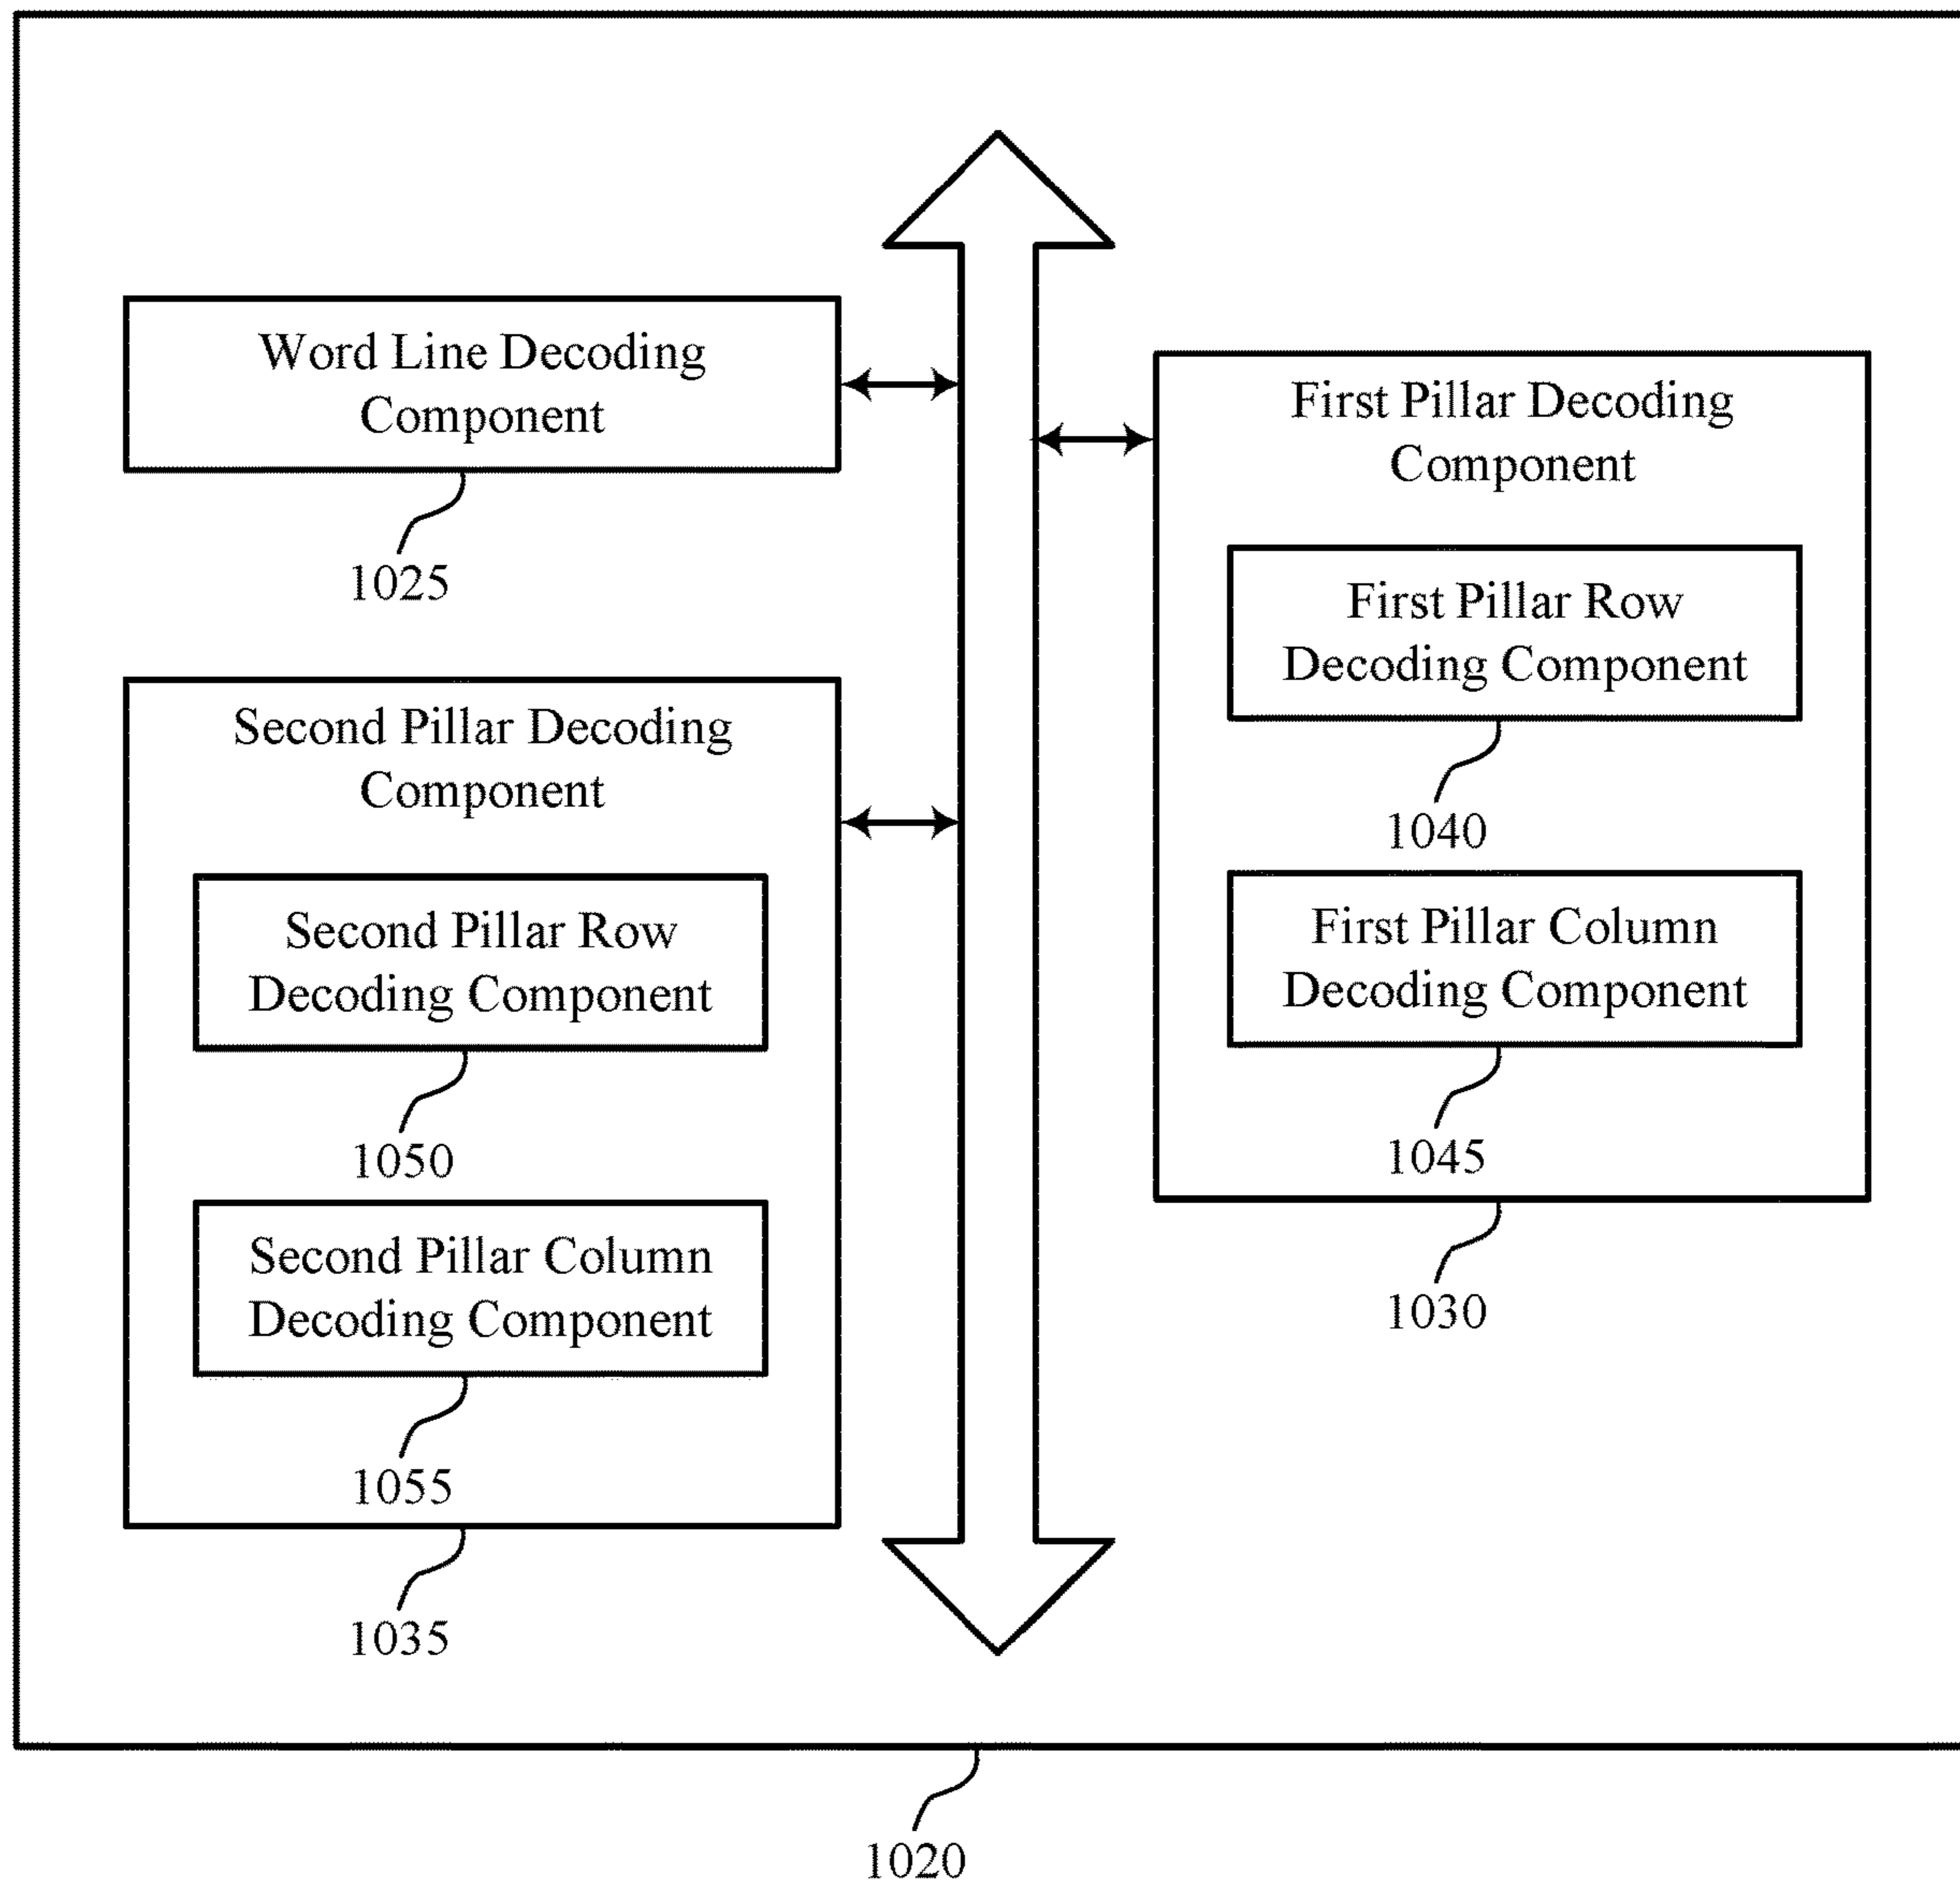 Word Line Decoding
Component
1025
Second Pillar Decoding
Component
Second Pillar Row
Decoding Component
1050
Second Pillar Column
Decoding Component
1055
1035
First Pillar Decoding
Component
First Pillar Row
Decoding Component
1040
First Pillar Column
Decoding Component
1045
1030
1020